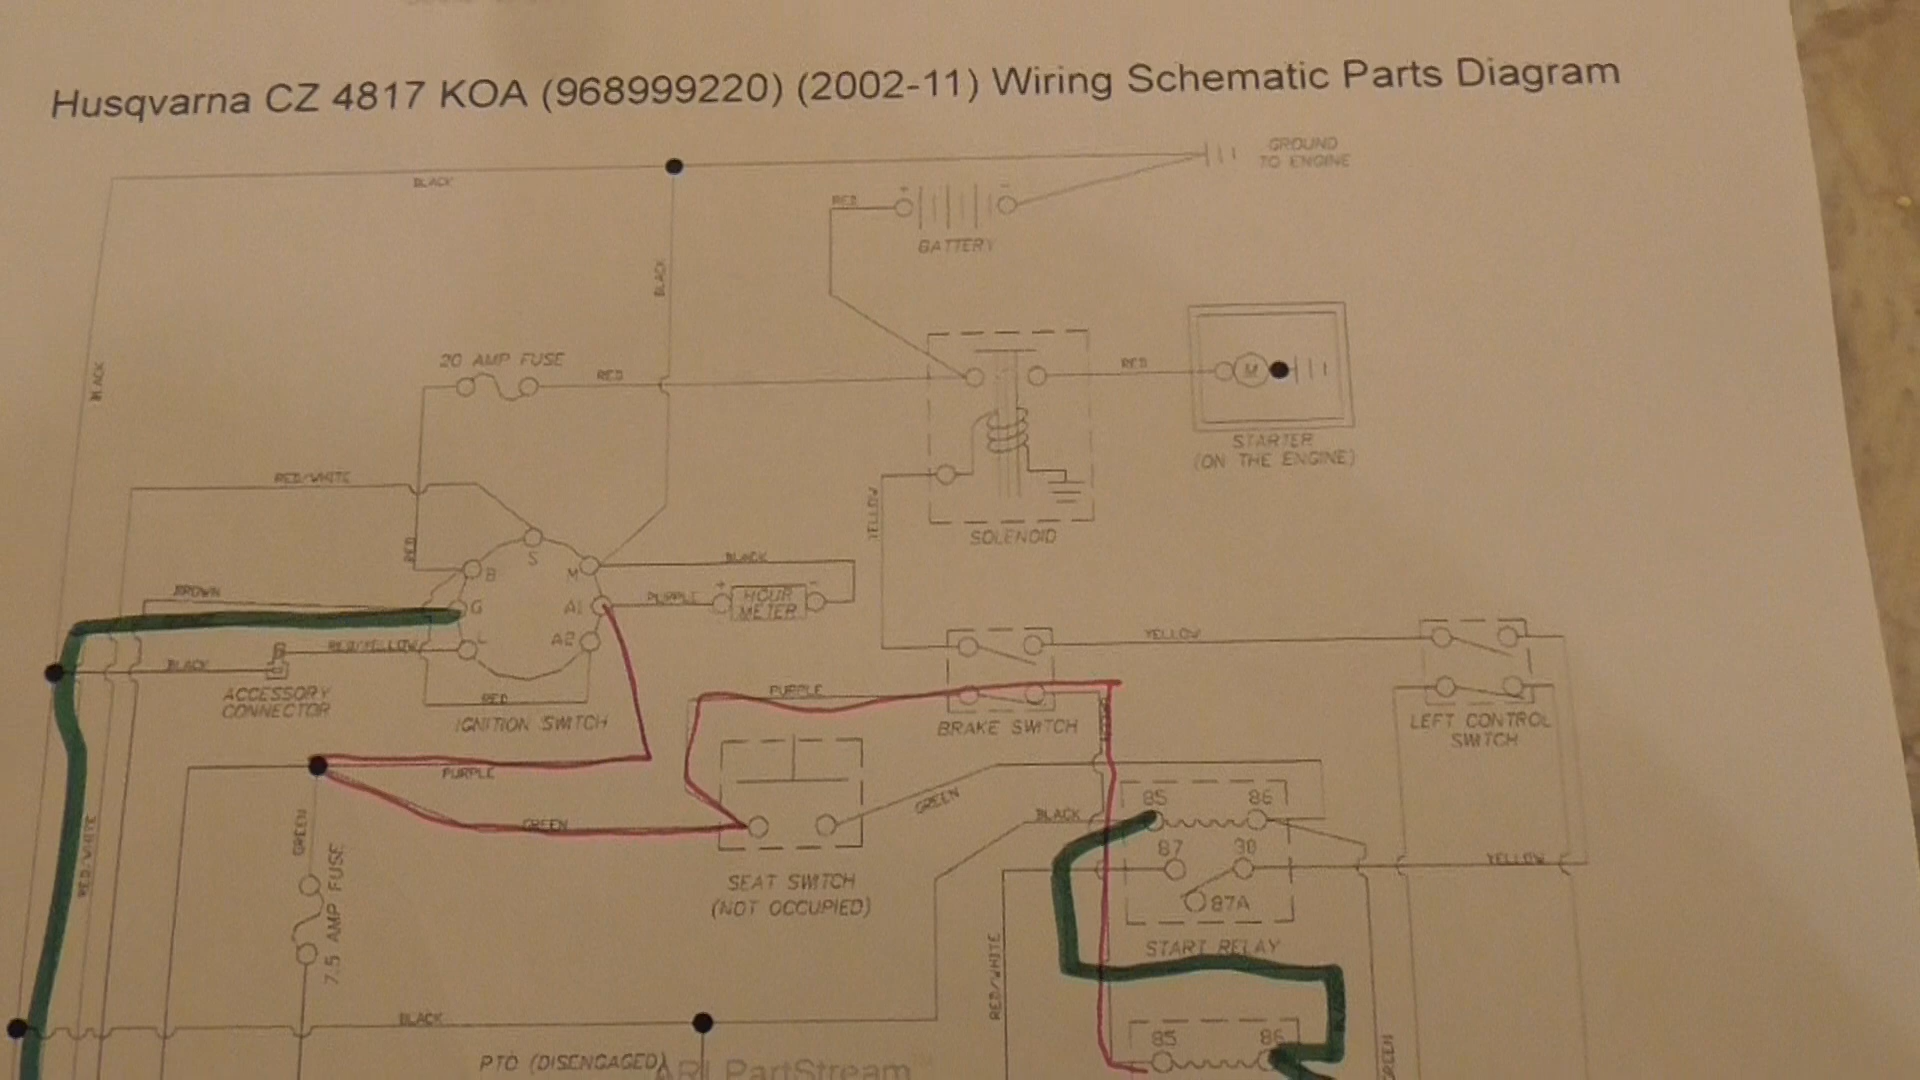 Husqvarna CZ 4817 KOA (968999220) (2002-11) Wiring Schematic Parts Diagram
GROUND
TO ENGINE
BLACK
RED
+
-
BATTERY
BLACK
BLACK
20 AMP FUSE
RED
RED
M
STARTER
(ON THE ENGINE)
RED/WHITE
YELLOW
SOLENOID
RED
S
B
M
BLACK
BROWN
G
A1
PURPLE
+
HOUR
METER
-
L
A2
RED/YELLOW
BLACK
YELLOW
ACCESSORY
CONNECTOR
RED
IGNITION SWITCH
PURPLE
BRAKE SWITCH
LEFT CONTROL
SWITCH
PURPLE
GREEN
GREEN
GREEN
7.5 AMP FUSE
RED/WHITE
SEAT SWITCH
(NOT OCCUPIED)
BLACK
85
86
87
30
87A
YELLOW
START RELAY
RED/WHITE
BLACK
85
86
GREEN
PTO (DISENGAGED)
ARI PartStream